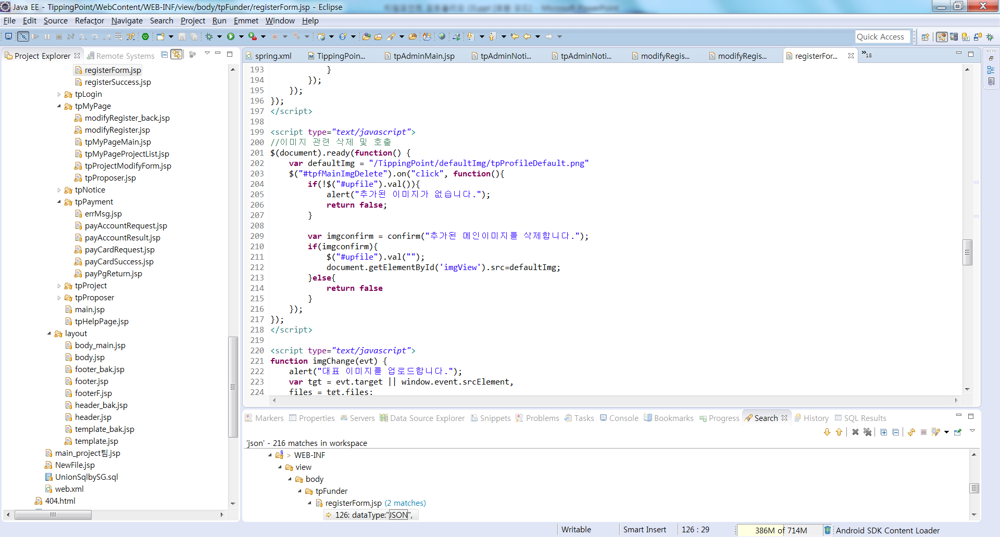 Java EE - TippingPoint/WebContent/WEB-INF/view/body/tpFunder/registerForm.jsp - Eclipse
File Edit Source Refactor Navigate Search Project Run Emmet Window Help
Quick Access
Project Explorer
Remote Systems
registerForm.jsp
registerSuccess.jsp
tpLogin
tpMyPage
modifyRegister_back.jsp
modifyRegister.jsp
tpMyPageMain.jsp
tpMyPageProjectList.jsp
tpProjectModifyForm.jsp
tpProposer.jsp
tpNotice
tpPayment
errMsg.jsp
payAccountRequest.jsp
payAccountResult.jsp
payCardRequest.jsp
payCardSuccess.jsp
payPgReturn.jsp
tpProject
tpProposer
main.jsp
tpHelpPage.jsp
layout
body_main.jsp
body.jsp
footer_bak.jsp
footer.jsp
footerF.jsp
header_bak.jsp
header.jsp
template_bak.jsp
template.jsp
main_project팀.jsp
NewFile.jsp
UnionSqlbySG.sql
web.xml
404.html
spring.xml TippingPoin... tpAdminMain.jsp tpAdminNoti... tpAdminNoti... modifyRegis... modifyRegis... registerFor... »18
193 }
194 });
195 });
196 });
197 </script>
198
199 <script type="text/javascript">
200 //이미지 관련 삭제 및 호출
201 $(document).ready(function() {
202 var defaultImg = "/TippingPoint/defaultImg/tpProfileDefault.png"
203 $("#tpfMainImgDelete").on("click", function(){
204 if(!$("#upfile").val()){
205 alert("추가된 이미지가 없습니다.");
206 return false;
207 }
208
209 var imgconfirm = confirm("추가된 메인이미지를 삭제합니다.");
210 if(imgconfirm){
211 $("#upfile").val("");
212 document.getElementById('imgView').src=defaultImg;
213 }else{
214 return false
215 }
216 });
217 });
218 </script>
219
220 <script type="text/javascript">
221 function imgChange(evt) {
222 alert("대표 이미지를 업로드합니다.");
223 var tgt = evt.target || window.event.srcElement,
224 files = tgt.files;
Markers Properties Servers Data Source Explorer Snippets Problems Tasks Console Bookmarks Progress Search History SQL Results
'json' - 216 matches in workspace
> WEB-INF
view
body
tpFunder
registerForm.jsp (2 matches)
126: dataType:"JSON",
Writable Smart Insert 126 : 29 386M of 714M Android SDK Content Loader